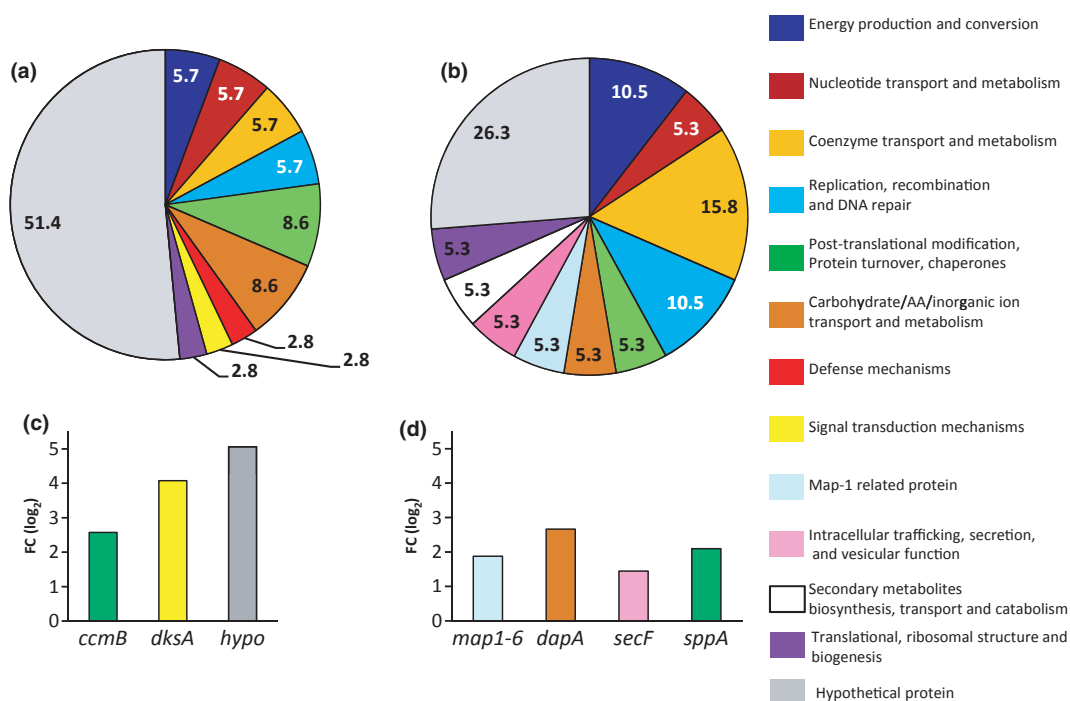 (a)
5.7
5.7
5.7
5.7
8.6
8.6
2.8
2.8
2.8
51.4
(b)
10.5
5.3
15.8
10.5
5.3
5.3
5.3
5.3
5.3
5.3
26.3
Energy production and conversion
Nucleotide transport and metabolism
Coenzyme transport and metabolism
Replication, recombination
and DNA repair
Post-translational modification,
Protein turnover, chaperones
Carbohydrate/AA/inorganic ion
transport and metabolism
Defense mechanisms
Signal transduction mechanisms
Map-1 related protein
Intracellular trafficking, secretion,
and vesicular function
Secondary metabolites
biosynthesis, transport and catabolism
Translational, ribosomal structure and
biogenesis
Hypothetical protein
(c)
FC (log₂)
5
4
3
2
1
0
ccmB dksA hypo
(d)
FC (log₂)
5
4
3
2
1
0
map1-6 dapA secF sppA